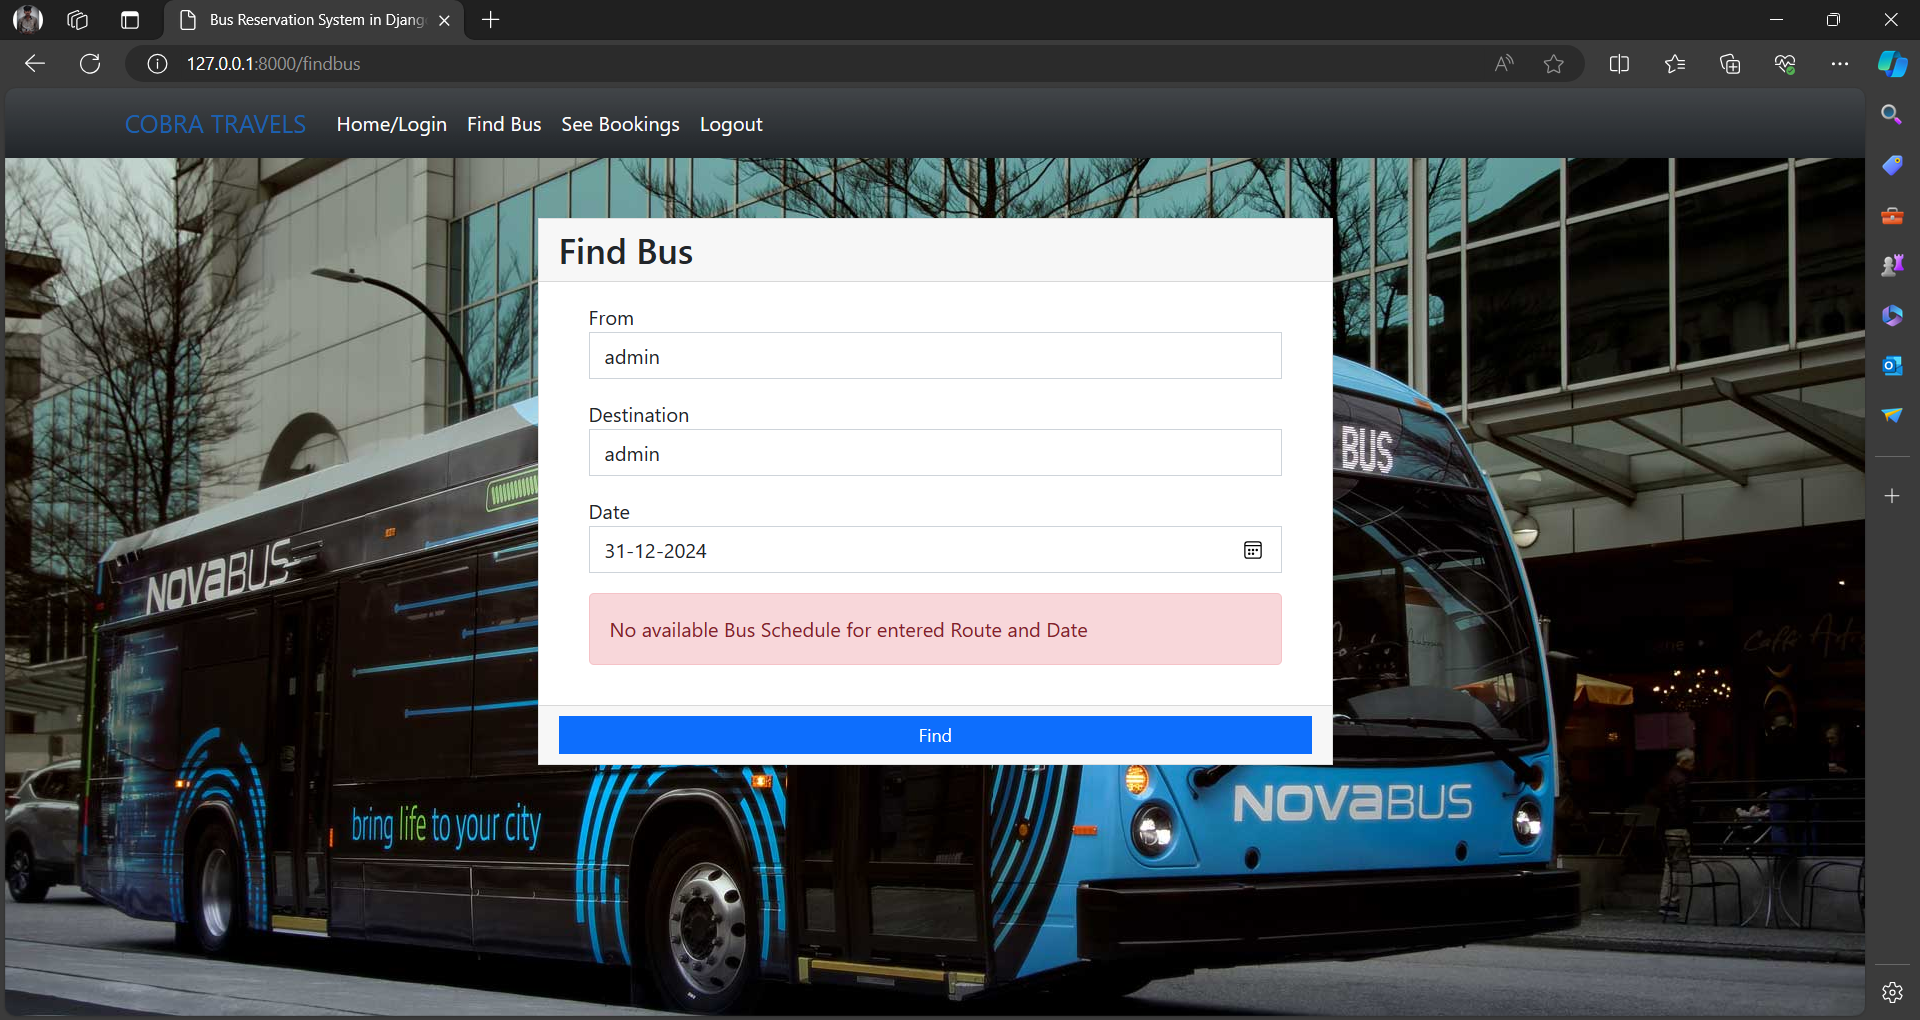 Bus Reservation System in Djang
127.0.0.1:8000/findbus
COBRA TRAVELS Home/Login Find Bus See Bookings Logout
Find Bus
From
admin
Destination
admin
Date
31-12-2024
No available Bus Schedule for entered Route and Date
Find
BUS
NOVABUS
bring life to your city
NOVABUS